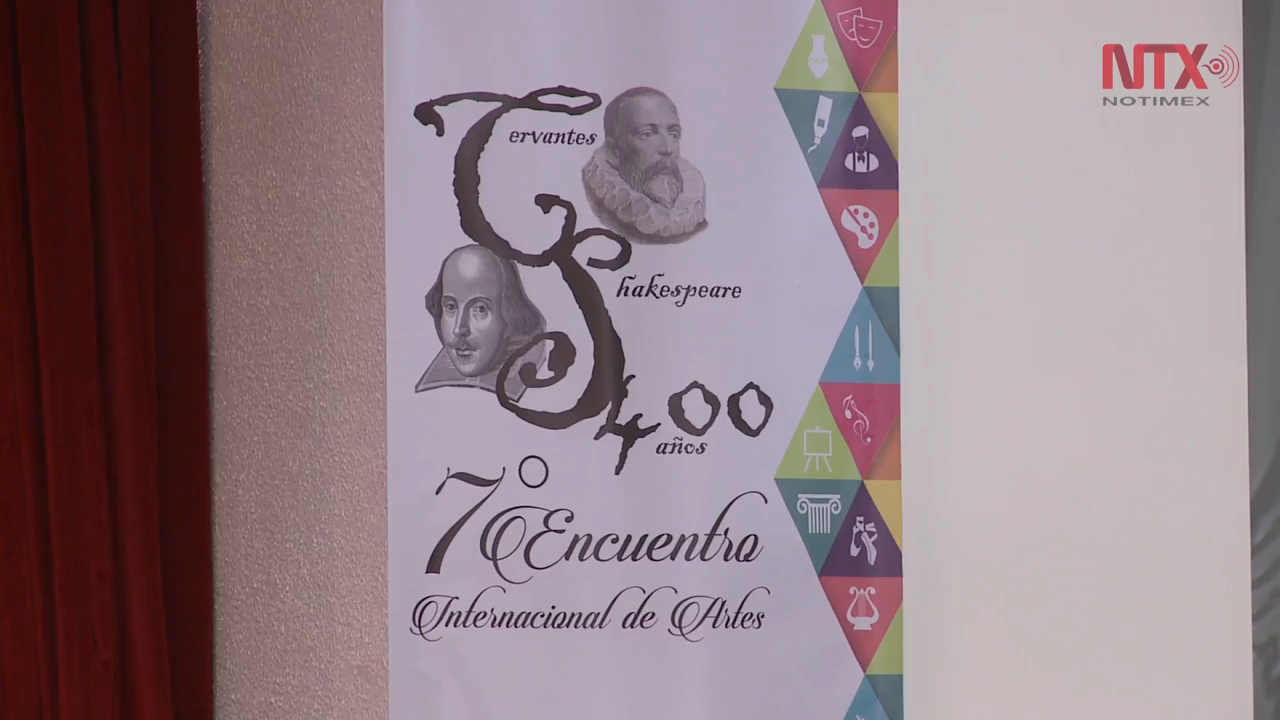 NTX
NOTIMEX
Cervantes
Shakespeare
400
años
7° Encuentro
Internacional de Artes